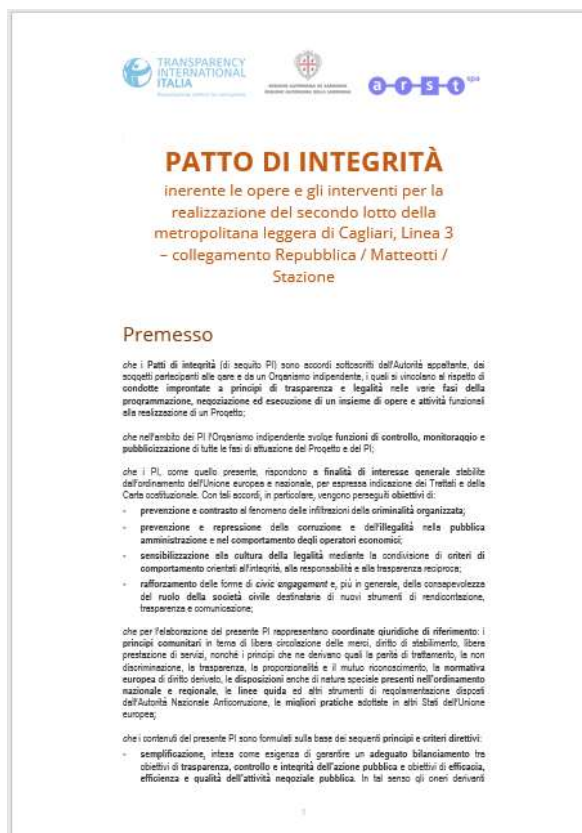 TRANSPARENCY
INTERNATIONAL
ITALIA
REGIONE AUTONOMA DE SARDIGNA
REGIONE AUTONOMA DELLA SARDEGNA
arst spa
PATTO DI INTEGRITÀ
inerente le opere e gli interventi per la
realizzazione del secondo lotto della
metropolitana leggera di Cagliari, Linea 3
– collegamento Repubblica / Matteotti /
Stazione
Premesso
che i Patti di integrità (di seguito PI) sono accordi sottoscritti dall'Autorità appaltante, dai
soggetti partecipanti alle gare e da un Organismo indipendente, i quali si vincolano al rispetto di
condotte improntate a principi di trasparenza e legalità nelle varie fasi della
programmazione, negoziazione ed esecuzione di un insieme di opere e attività funzionali
alla realizzazione di un Progetto;
che nell'ambito dei PI l'Organismo indipendente svolge funzioni di controllo, monitoraggio e
pubblicizzazione di tutte le fasi di attuazione del Progetto e del PI;
che i PI, come quello presente, rispondono a finalità di interesse generale stabilite
dall'ordinamento dell'Unione europea e nazionale, per espressa indicazione dei Trattati e della
Carta costituzionale. Con tali accordi, in particolare, vengono perseguiti obiettivi di:
- prevenzione e contrasto al fenomeno delle infiltrazioni della criminalità organizzata;
- prevenzione e repressione della corruzione e dell'illegalità nella pubblica
amministrazione e nel comportamento degli operatori economici;
- sensibilizzazione alla cultura della legalità mediante la condivisione di criteri di
comportamento orientati all'integrità, alla responsabilità e alla trasparenza reciproca;
- rafforzamento delle forme di civic engagement e, più in generale, della consapevolezza
del ruolo della società civile destinataria di nuovi strumenti di rendicontazione,
trasparenza e comunicazione;
che per l'elaborazione del presente PI rappresentano coordinate giuridiche di riferimento: i
principi comunitari in tema di libera circolazione delle merci, diritto di stabilimento, libera
prestazione di servizi, nonché i principi che ne derivano quali la parità di trattamento, la non
discriminazione, la trasparenza, la proporzionalità e il mutuo riconoscimento, la normativa
europea di diritto derivato, le disposizioni anche di natura speciale presenti nell'ordinamento
nazionale e regionale, le linee guida ed altri strumenti di regolamentazione disposti
dall'Autorità Nazionale Anticorruzione, le migliori pratiche adottate in altri Stati dell'Unione
europea;
che i contenuti del presente PI sono formulati sulla base dei seguenti principi e criteri direttivi:
- semplificazione, intesa come esigenza di garantire un adeguato bilanciamento tra
obiettivi di trasparenza, controllo e integrità dell'azione pubblica e obiettivi di efficacia,
efficienza e qualità dell'attività negoziale pubblica. In tal senso gli oneri derivanti